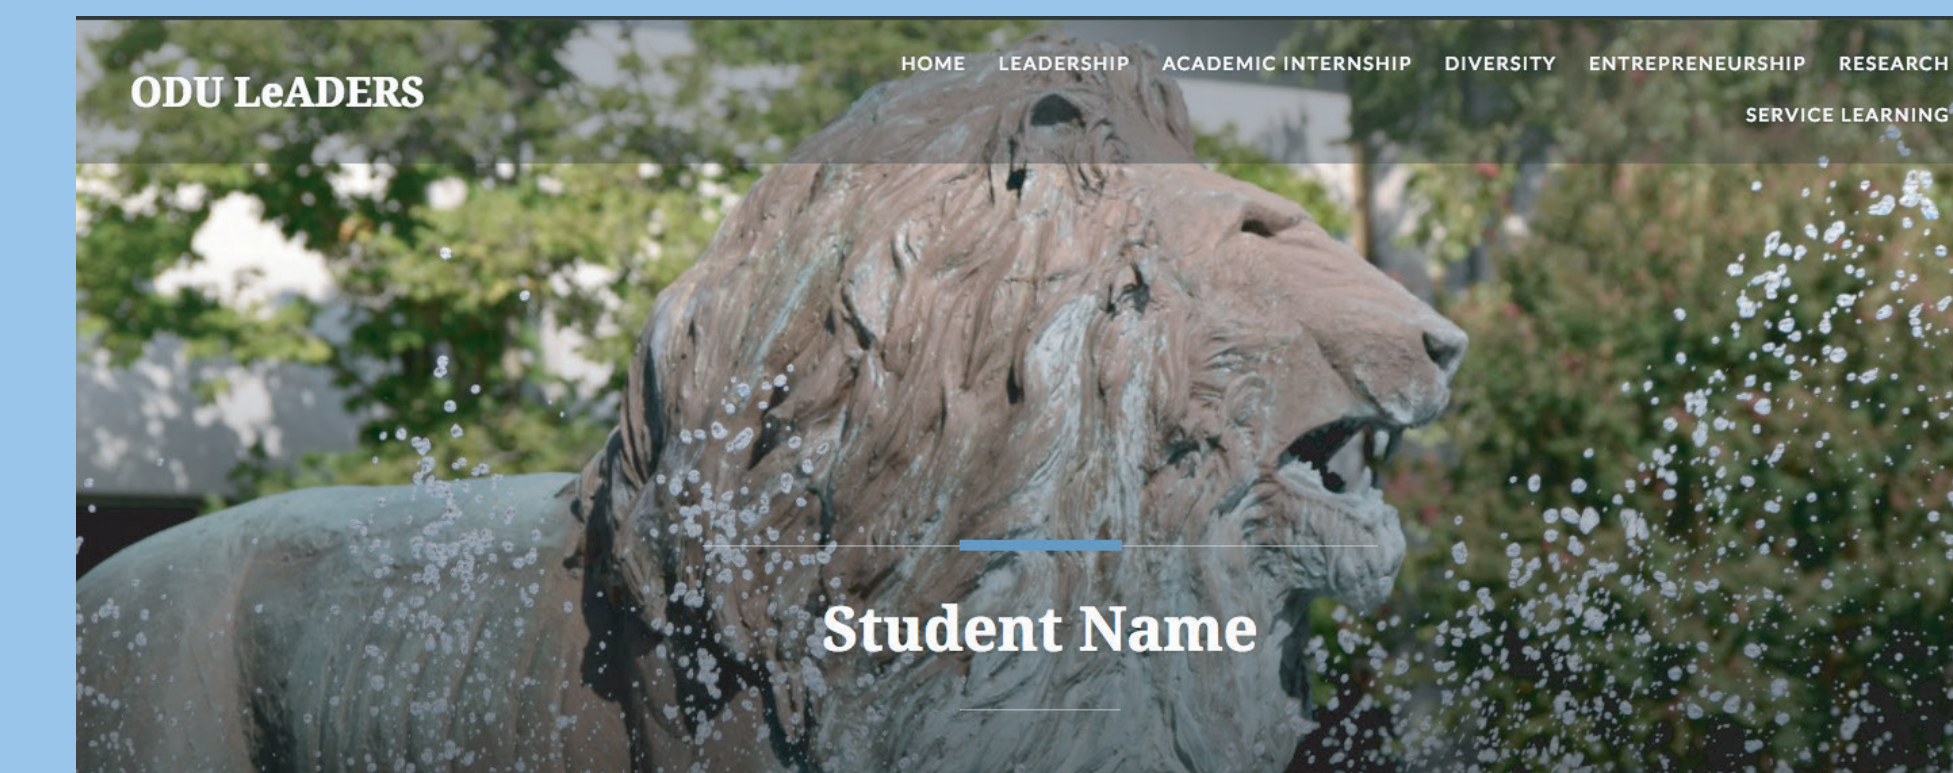 HOME LEADERSHIP ACADEMIC INTERNSHIP DIVERSITY ENTREPRENEURSHIP RESEARCH
ODU LeADERS
SERVICE LEARNING
Student Name